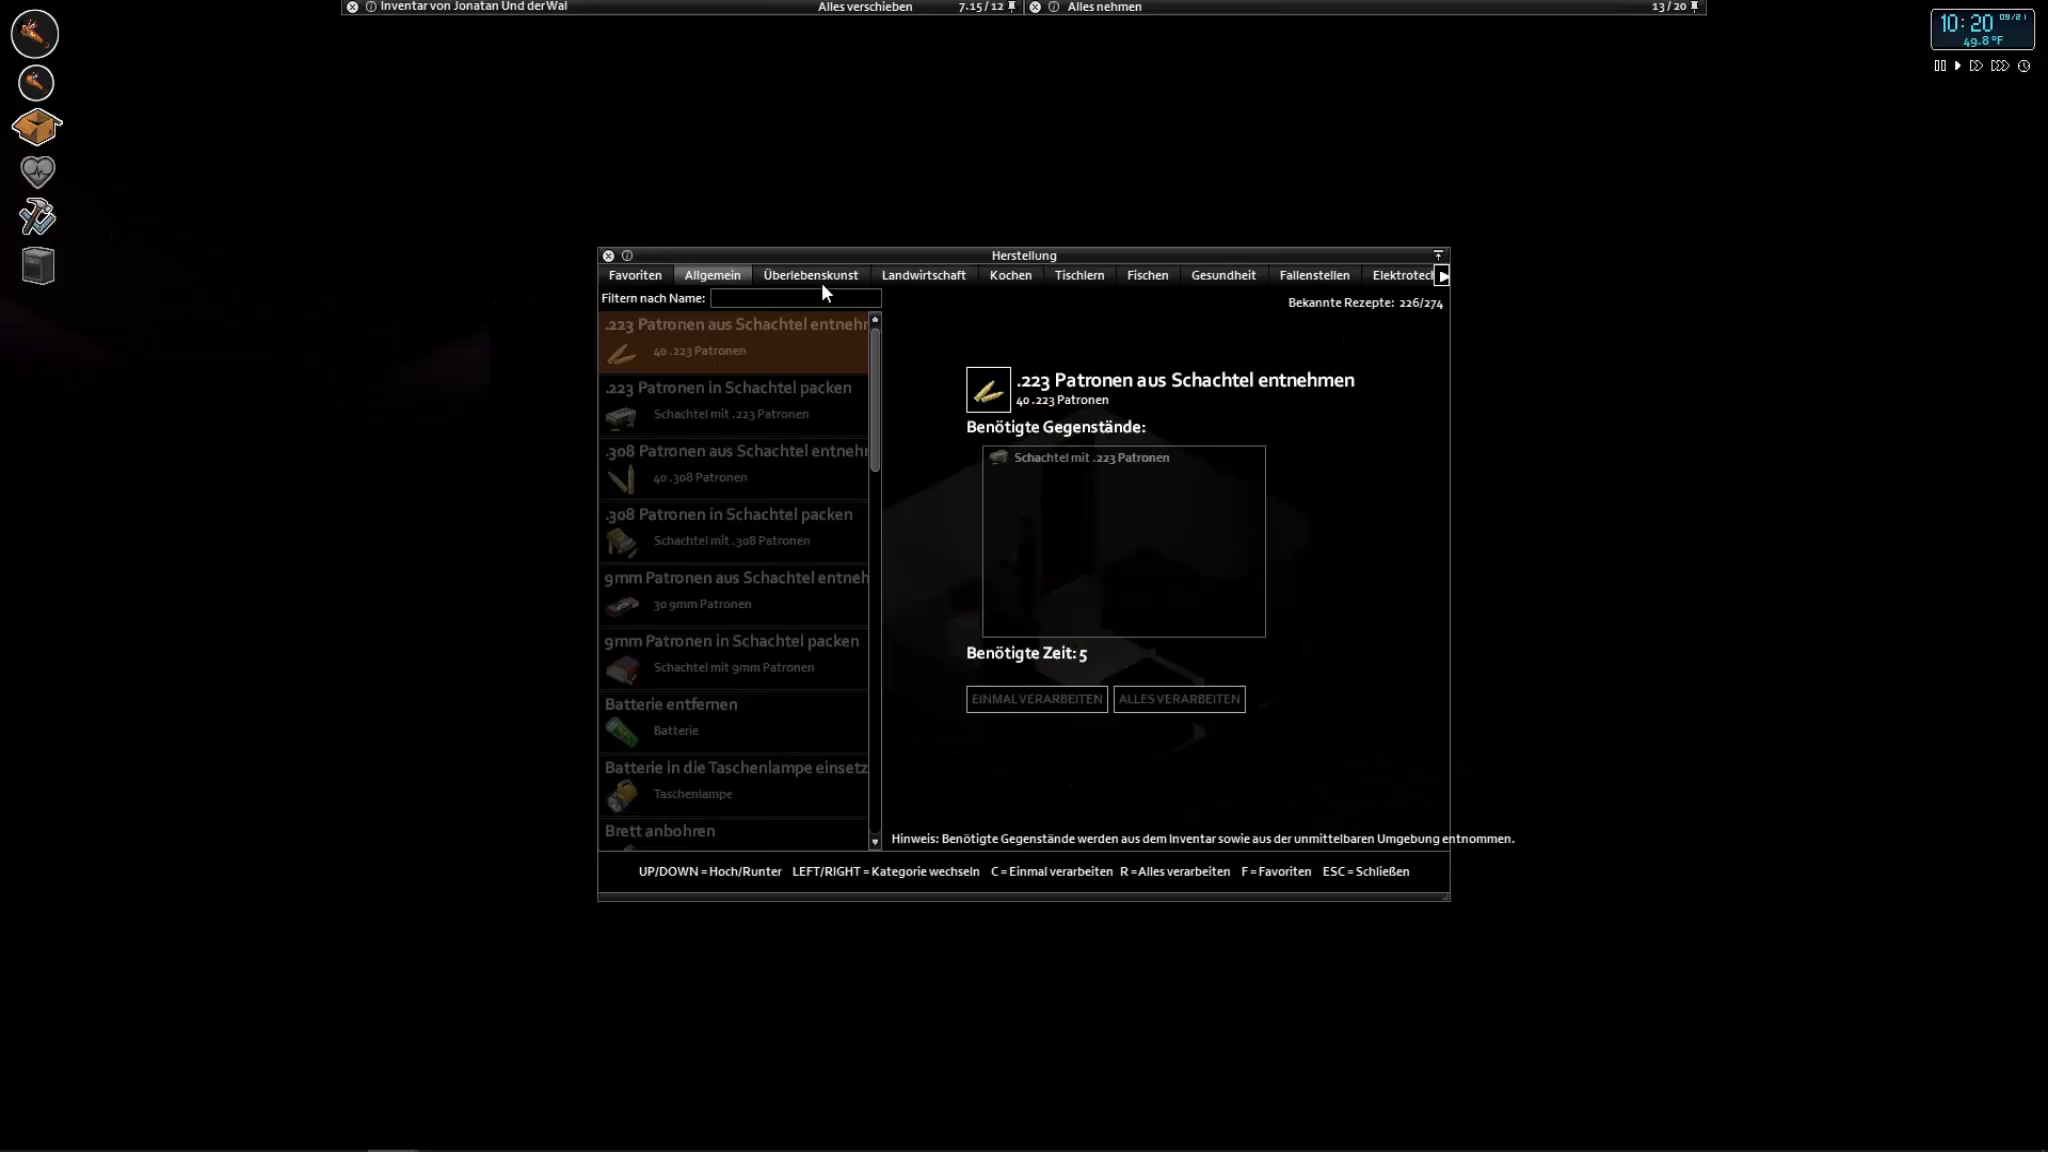 Inventar von Jonatan Und der Wal
Alles verschieben
7.15 / 12
Alles nehmen
13 / 20
10:20
09/21
49.8 °F
Herstellung
Favoriten
Allgemein
Überlebenskunst
Landwirtschaft
Kochen
Tischlern
Fischen
Gesundheit
Fallenstellen
Elektrotec
Filtern nach Name:
Bekannte Rezepte: 226/274
.223 Patronen aus Schachtel entnehm
40 .223 Patronen
.223 Patronen in Schachtel packen
Schachtel mit .223 Patronen
.308 Patronen aus Schachtel entnehm
40 .308 Patronen
.308 Patronen in Schachtel packen
Schachtel mit .308 Patronen
9mm Patronen aus Schachtel entneh
30 9mm Patronen
9mm Patronen in Schachtel packen
Schachtel mit 9mm Patronen
Batterie entfernen
Batterie
Batterie in die Taschenlampe einsetz
Taschenlampe
Brett anbohren
.223 Patronen aus Schachtel entnehmen
40 .223 Patronen
Benötigte Gegenstände:
Schachtel mit .223 Patronen
Benötigte Zeit: 5
EINMAL VERARBEITEN
ALLES VERARBEITEN
Hinweis: Benötigte Gegenstände werden aus dem Inventar sowie aus der unmittelbaren Umgebung entnommen.
UP/DOWN = Hoch/Runter LEFT/RIGHT = Kategorie wechseln C = Einmal verarbeiten R = Alles verarbeiten F = Favoriten ESC = Schließen